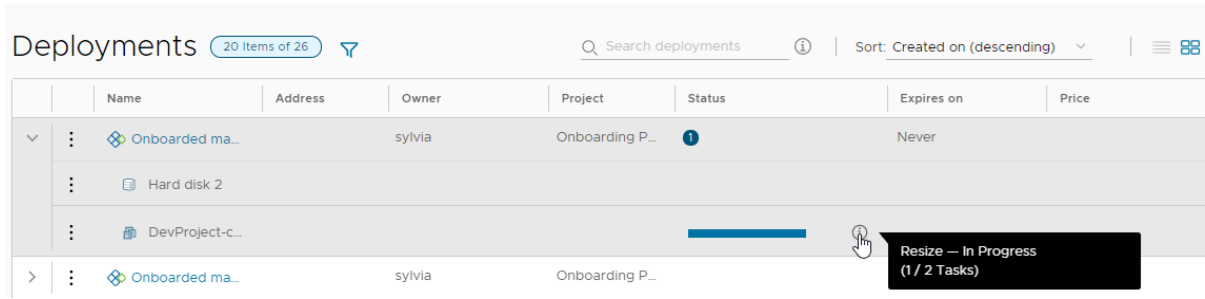 Deployments 20 Items of 26 Search deployments Sort: Created on (descending)
Name Address Owner Project Status Expires on Price
Onboarded ma... sylvia Onboarding P... 1 Never
Hard disk 2
DevProject-c...
Resize — In Progress
(1 / 2 Tasks)
Onboarded ma... sylvia Onboarding P...